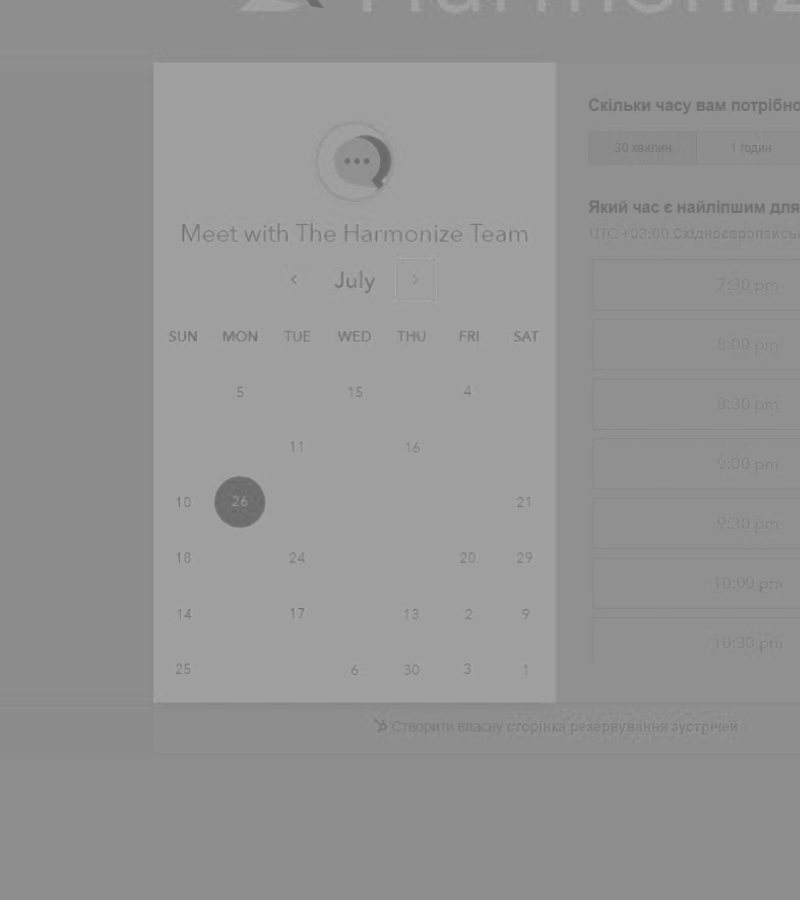 Harmoniz
Meet with The Harmonize Team
July
SUN MON TUE WED THU FRI SAT
5 15 4
11 16
10 26 21
18 24 20 29
14 17 13 2 9
25 6 30 3 1
Скільки часу вам потрібно
30 хвилин 1 годин
Який час є найліпшим для
UTC +03:00 Східноєвропейськ
7:30 pm
8:00 pm
8:30 pm
9:00 pm
9:30 pm
10:00 pm
10:30 pm
Створити власну сторінка резервування зустрічей